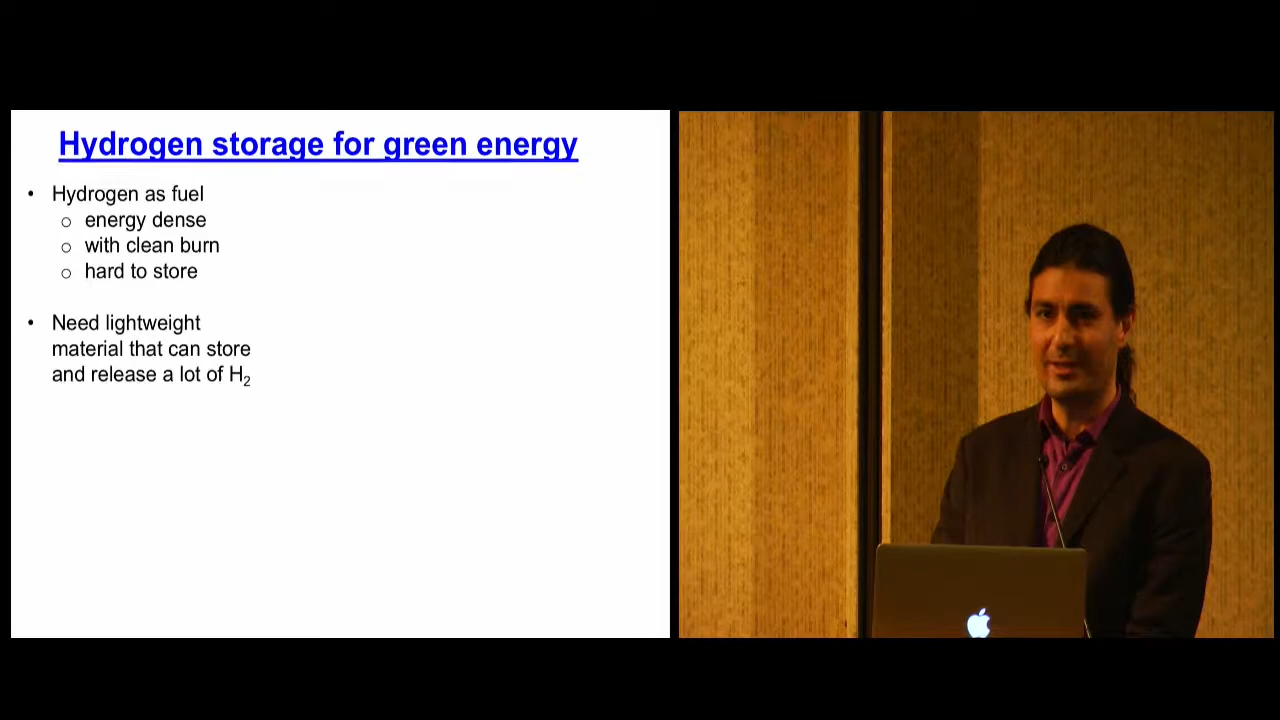 Hydrogen storage for green energy
• Hydrogen as fuel
o energy dense
o with clean burn
o hard to store
• Need lightweight
material that can store
and release a lot of H₂